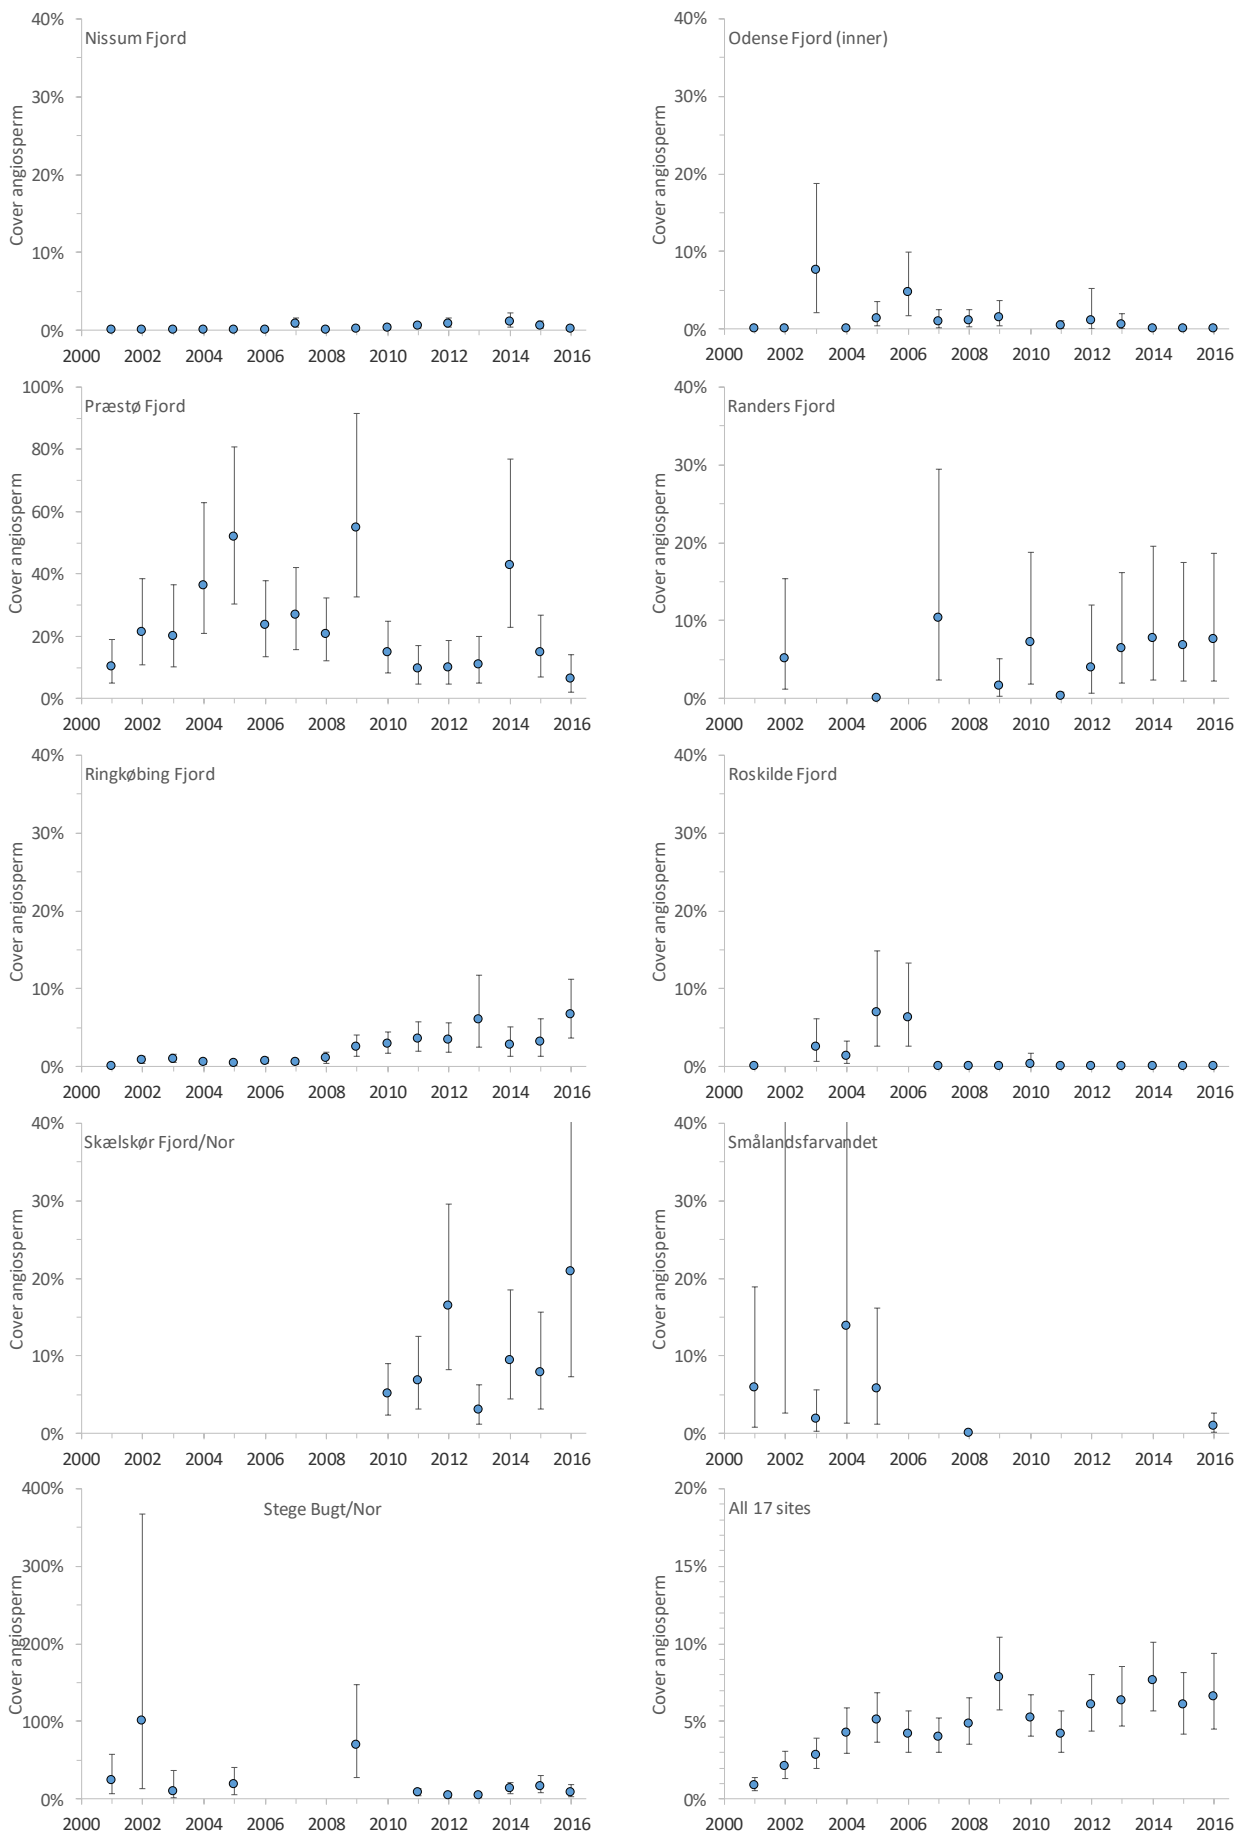 Nissum Fjord
Cover angiosperm
40%
30%
20%
10%
0%
2000 2002 2004 2006 2008 2010 2012 2014 2016
Odense Fjord (inner)
Cover angiosperm
40%
30%
20%
10%
0%
2000 2002 2004 2006 2008 2010 2012 2014 2016
Præstø Fjord
Cover angiosperm
100%
80%
60%
40%
20%
0%
2000 2002 2004 2006 2008 2010 2012 2014 2016
Randers Fjord
Cover angiosperm
40%
30%
20%
10%
0%
2000 2002 2004 2006 2008 2010 2012 2014 2016
Ringkøbing Fjord
Cover angiosperm
40%
30%
20%
10%
0%
2000 2002 2004 2006 2008 2010 2012 2014 2016
Roskilde Fjord
Cover angiosperm
40%
30%
20%
10%
0%
2000 2002 2004 2006 2008 2010 2012 2014 2016
Skælskør Fjord/Nor
Cover angiosperm
40%
30%
20%
10%
0%
2000 2002 2004 2006 2008 2010 2012 2014 2016
Smålandsfarvandet
Cover angiosperm
40%
30%
20%
10%
0%
2000 2002 2004 2006 2008 2010 2012 2014 2016
Stege Bugt/Nor
Cover angiosperm
400%
300%
200%
100%
0%
2000 2002 2004 2006 2008 2010 2012 2014 2016
All 17 sites
Cover angiosperm
20%
15%
10%
5%
0%
2000 2002 2004 2006 2008 2010 2012 2014 2016